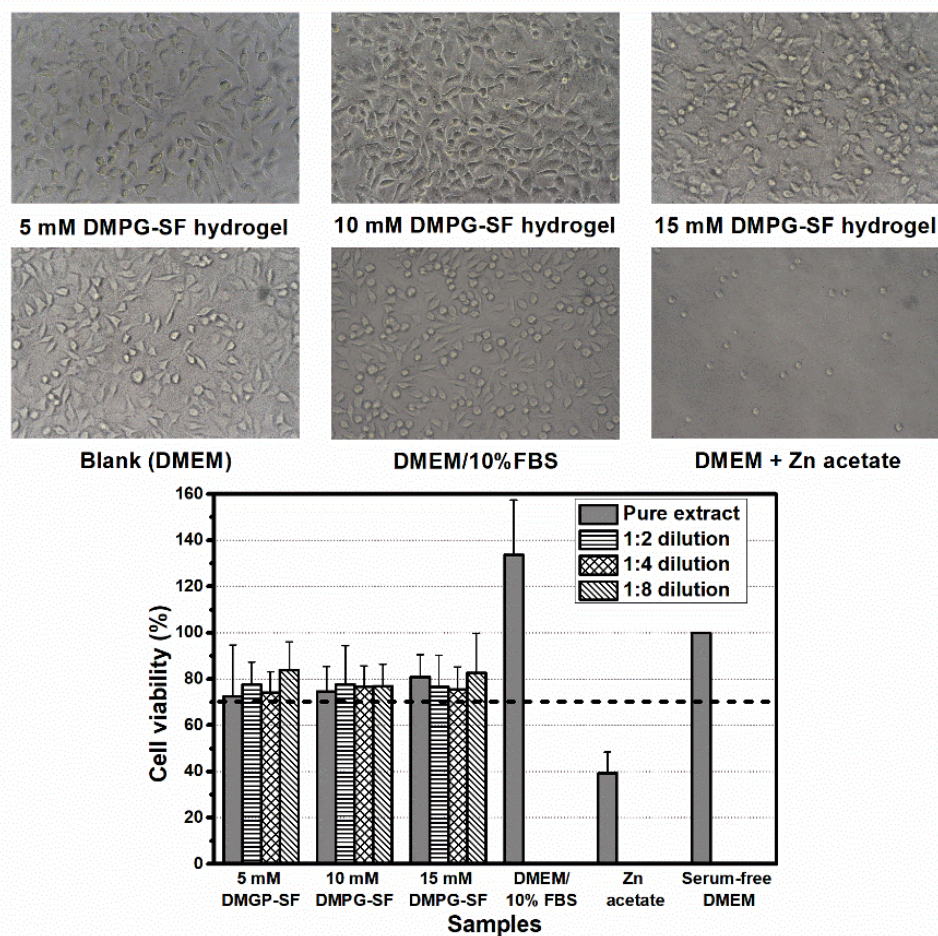 5 mM DMPG-SF hydrogel
10 mM DMPG-SF hydrogel
15 mM DMPG-SF hydrogel
Blank (DMEM)
DMEM/10%FBS
DMEM + Zn acetate
Cell viability (%)
160
140
120
100
80
60
40
20
0
Pure extract
1:2 dilution
1:4 dilution
1:8 dilution
5 mM
DMGP-SF
10 mM
DMPG-SF
15 mM
DMPG-SF
DMEM/
10% FBS
Zn
acetate
Serum-free
DMEM
Samples